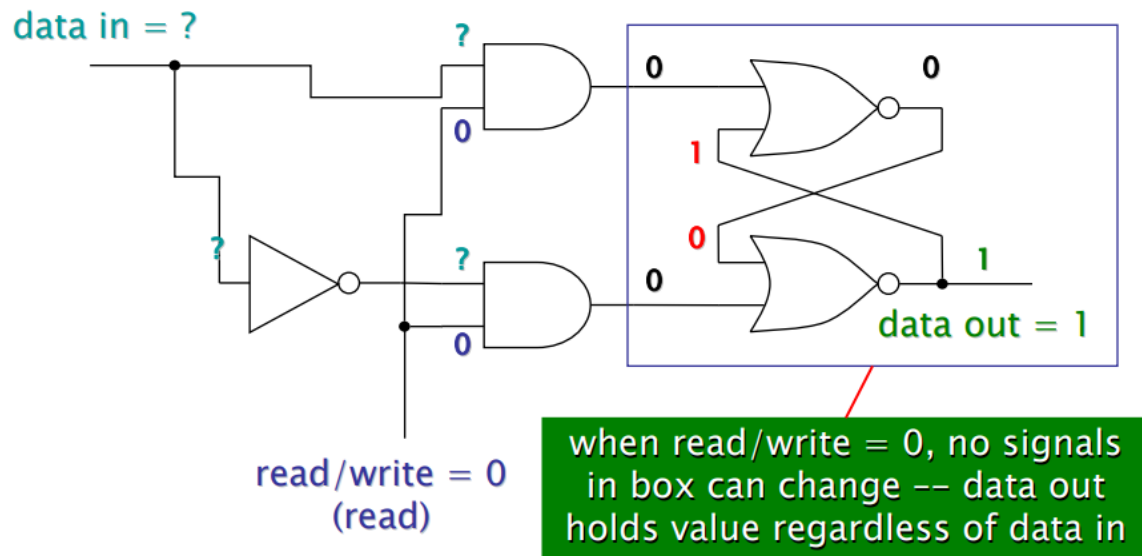 data in = ?
?
0
0
0
1
?
?
0
1
0
0
data out = 1
read/write = 0
(read)
when read/write = 0, no signals
in box can change -- data out
holds value regardless of data in